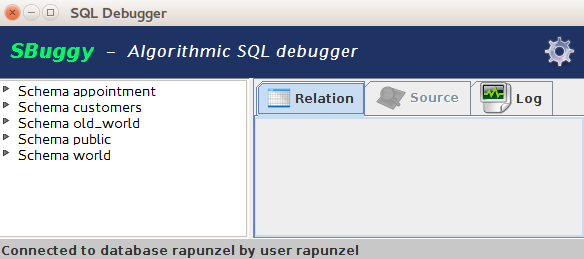 SQL Debugger
SBuggy – Algorithmic SQL debugger
Schema appointment
Schema customers
Schema old_world
Schema public
Schema world
Relation Source Log
Connected to database rapunzel by user rapunzel